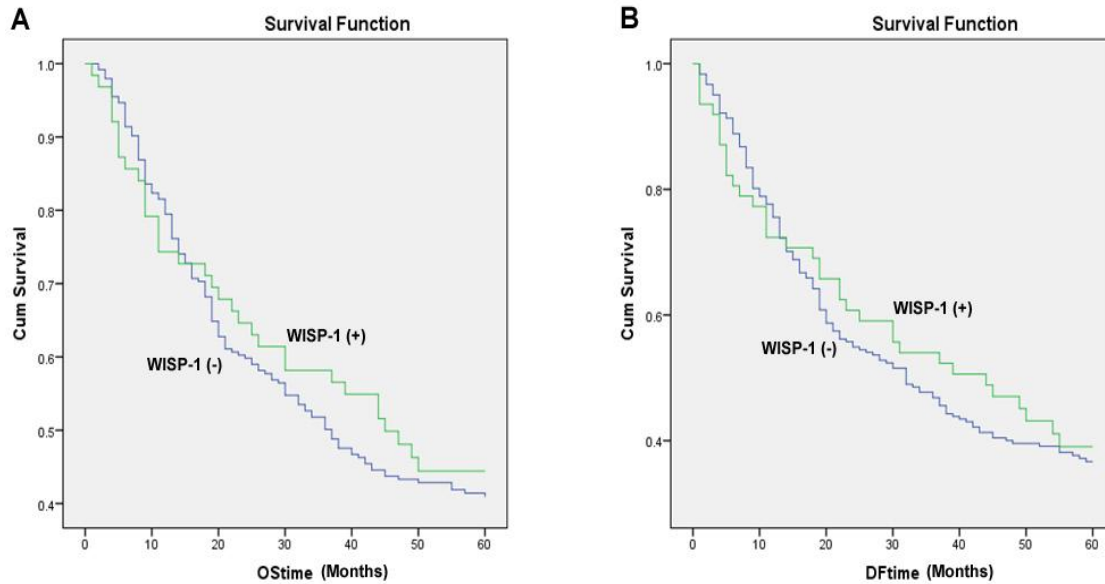 A
Survival Function
Cum Survival
1.0
0.9
0.8
0.7
0.6
0.5
0.4
WISP-1 (+)
WISP-1 (-)
0 10 20 30 40 50 60
OStime (Months)
B
Survival Function
Cum Survival
1.0
0.8
0.6
0.4
WISP-1 (+)
WISP-1 (-)
0 10 20 30 40 50 60
DFtime (Months)